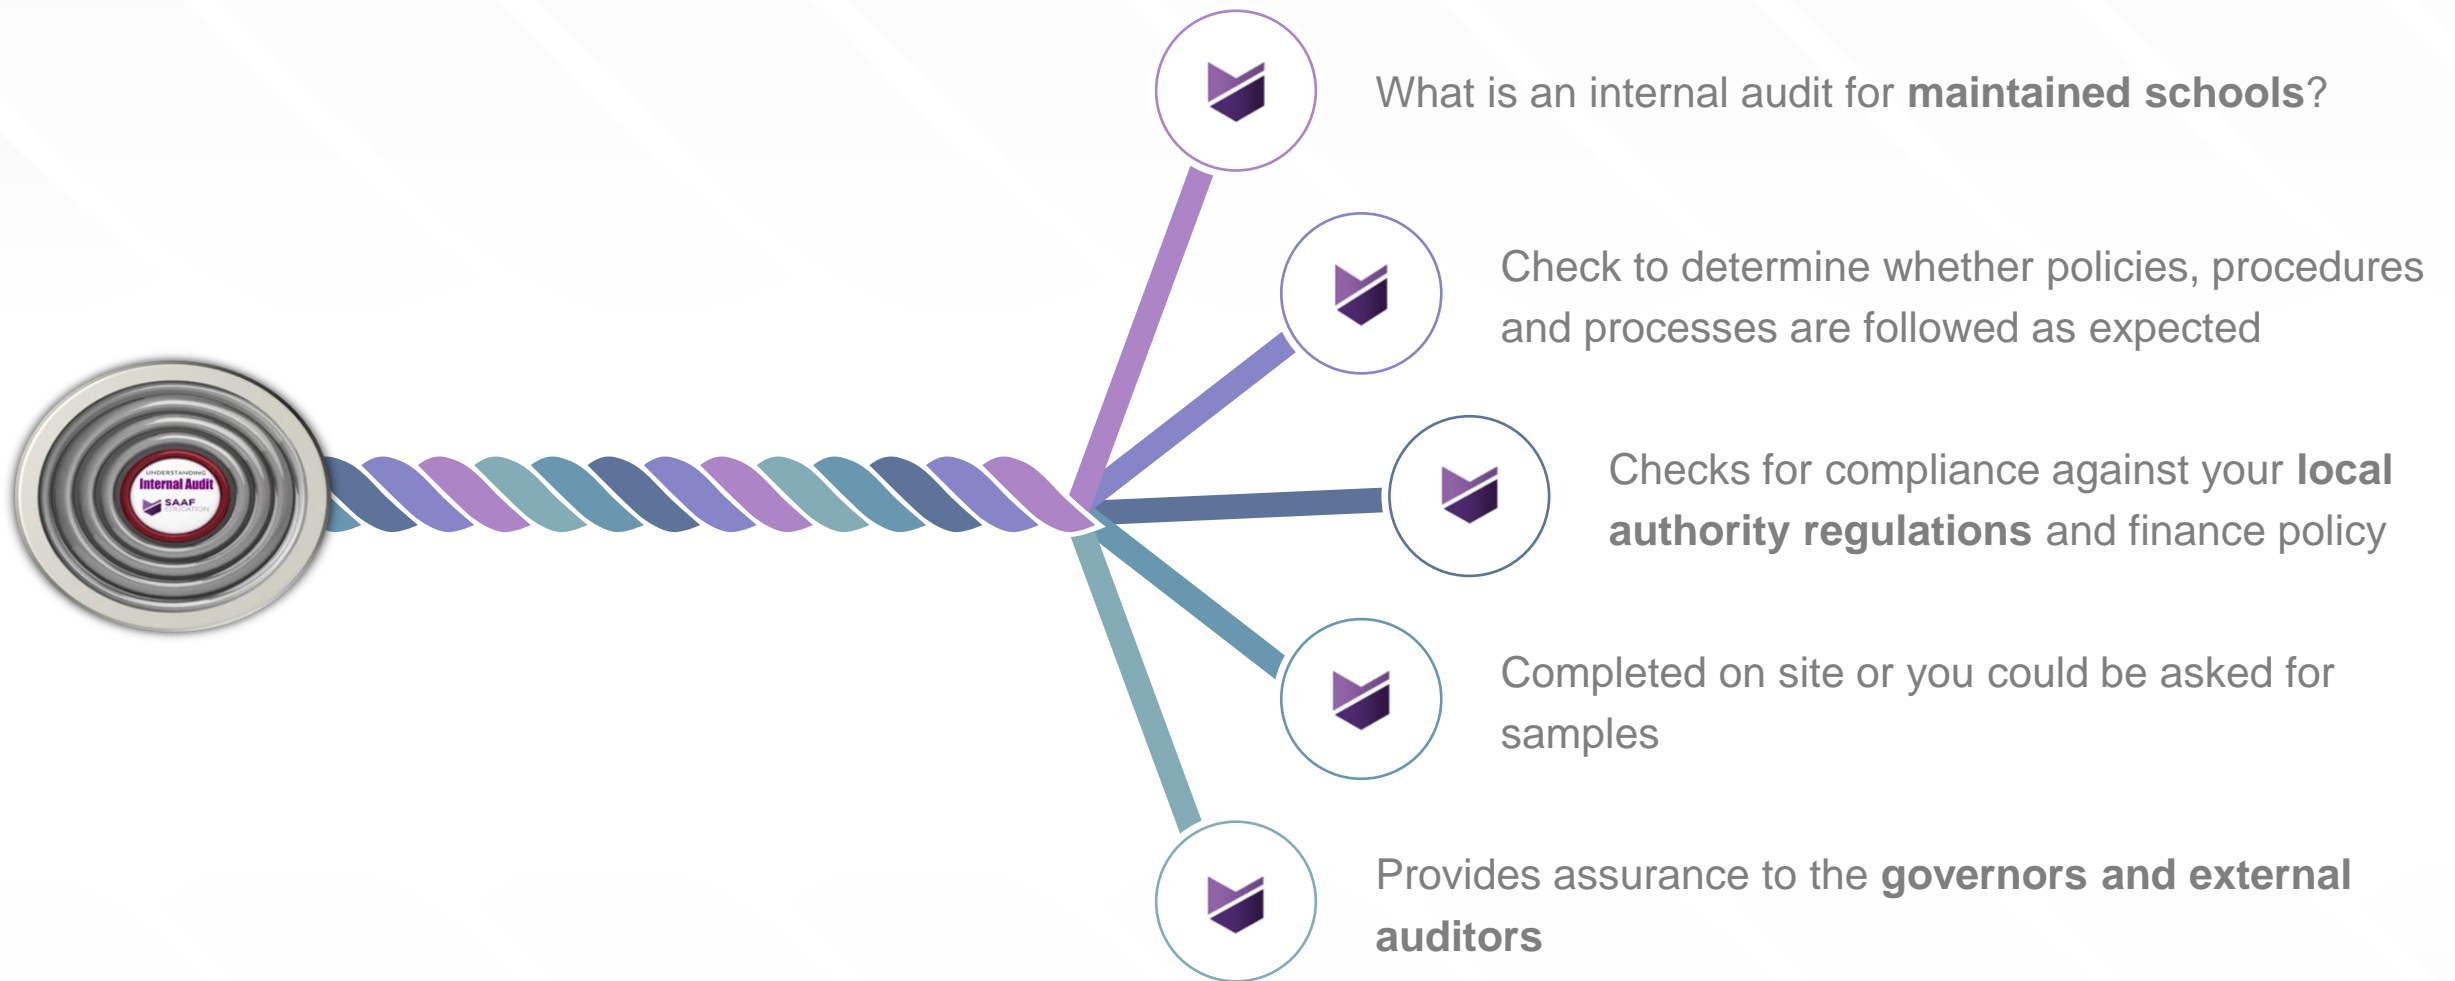 What is an internal audit for maintained schools?
Check to determine whether policies, procedures
and processes are followed as expected
UNDERSTANDING
Internal Audit
SAAF
EDUCATION
Checks for compliance against your local
authority regulations and finance policy
Completed on site or you could be asked for
samples
Provides assurance to the governors and external
auditors